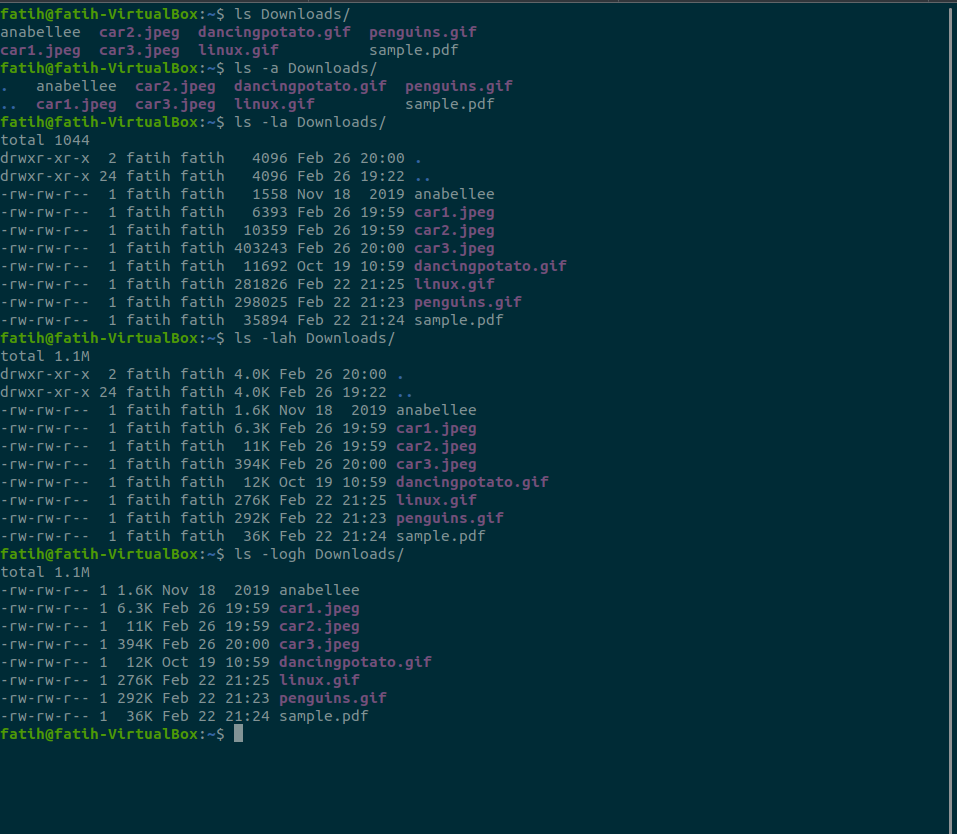 fatih@fatih-VirtualBox:~$ ls Downloads/
anabellee  car2.jpeg  dancingpotato.gif  penguins.gif
car1.jpeg  car3.jpeg  linux.gif          sample.pdf
fatih@fatih-VirtualBox:~$ ls -a Downloads/
.   anabellee  car2.jpeg  dancingpotato.gif  penguins.gif
..  car1.jpeg  car3.jpeg  linux.gif          sample.pdf
fatih@fatih-VirtualBox:~$ ls -la Downloads/
total 1044
drwxr-xr-x  2 fatih fatih   4096 Feb 26 20:00 .
drwxr-xr-x 24 fatih fatih   4096 Feb 26 19:22 ..
-rw-rw-r--  1 fatih fatih   1558 Nov 18  2019 anabellee
-rw-rw-r--  1 fatih fatih   6393 Feb 26 19:59 car1.jpeg
-rw-rw-r--  1 fatih fatih  10359 Feb 26 19:59 car2.jpeg
-rw-rw-r--  1 fatih fatih 403243 Feb 26 20:00 car3.jpeg
-rw-rw-r--  1 fatih fatih  11692 Oct 19 10:59 dancingpotato.gif
-rw-rw-r--  1 fatih fatih 281826 Feb 22 21:25 linux.gif
-rw-rw-r--  1 fatih fatih 298025 Feb 22 21:23 penguins.gif
-rw-rw-r--  1 fatih fatih  35894 Feb 22 21:24 sample.pdf
fatih@fatih-VirtualBox:~$ ls -lah Downloads/
total 1.1M
drwxr-xr-x  2 fatih fatih 4.0K Feb 26 20:00 .
drwxr-xr-x 24 fatih fatih 4.0K Feb 26 19:22 ..
-rw-rw-r--  1 fatih fatih 1.6K Nov 18  2019 anabellee
-rw-rw-r--  1 fatih fatih 6.3K Feb 26 19:59 car1.jpeg
-rw-rw-r--  1 fatih fatih  11K Feb 26 19:59 car2.jpeg
-rw-rw-r--  1 fatih fatih 394K Feb 26 20:00 car3.jpeg
-rw-rw-r--  1 fatih fatih  12K Oct 19 10:59 dancingpotato.gif
-rw-rw-r--  1 fatih fatih 276K Feb 22 21:25 linux.gif
-rw-rw-r--  1 fatih fatih 292K Feb 22 21:23 penguins.gif
-rw-rw-r--  1 fatih fatih  36K Feb 22 21:24 sample.pdf
fatih@fatih-VirtualBox:~$ ls -logh Downloads/
total 1.1M
-rw-rw-r-- 1 1.6K Nov 18  2019 anabellee
-rw-rw-r-- 1 6.3K Feb 26 19:59 car1.jpeg
-rw-rw-r-- 1  11K Feb 26 19:59 car2.jpeg
-rw-rw-r-- 1 394K Feb 26 20:00 car3.jpeg
-rw-rw-r-- 1  12K Oct 19 10:59 dancingpotato.gif
-rw-rw-r-- 1 276K Feb 22 21:25 linux.gif
-rw-rw-r-- 1 292K Feb 22 21:23 penguins.gif
-rw-rw-r-- 1  36K Feb 22 21:24 sample.pdf
fatih@fatih-VirtualBox:~$